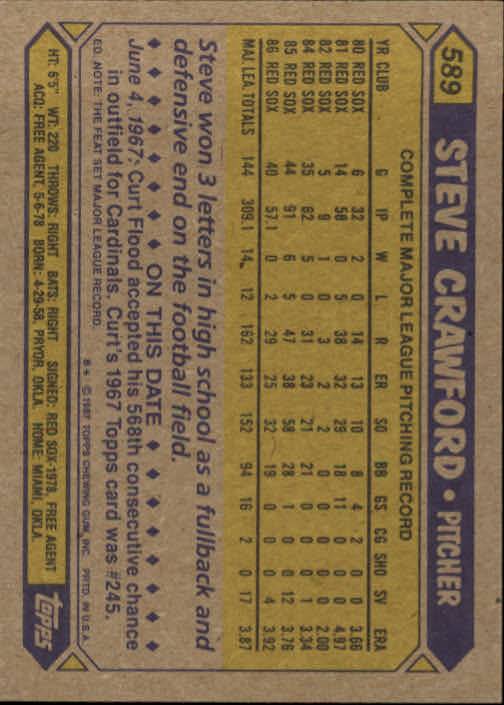 589 STEVE CRAWFORD • PITCHER
COMPLETE MAJOR LEAGUE PITCHING RECORD
YR CLUB G IP W L R ER SO BB GS CG SHO SV ERA
80 RED SOX 6 32 2 0 14 13 10 8 4 2 0 0 3.66
81 RED SOX 14 58 0 5 38 32 29 18 11 0 0 0 4.97
82 RED SOX 5 9 1 0 3 2 2 0 0 0 0 0 2.00
84 RED SOX 35 62 5 0 31 23 21 21 0 0 0 1 3.34
85 RED SOX 44 91 6 5 47 38 58 28 1 0 0 12 3.76
86 RED SOX 40 57.1 0 2 29 25 32 19 0 0 0 4 3.92
MAJ. LEA. TOTALS 144 309.1 14 12 162 133 152 94 16 2 0 17 3.87
Steve won 3 letters in high school as a fullback and
defensive end on the football field.
♦ ♦ ♦ ♦ ♦ ♦ ON THIS DATE ♦ ♦ ♦ ♦ ♦ ♦
June 4, 1967: Curt Flood accepted his 568th consecutive chance
in outfield for Cardinals. Curt's 1967 Topps card was #245.
ED. NOTE: THE FEAT SET MAJOR LEAGUE RECORD.
B* © 1987 TOPPS CHEWING GUM, INC. PRTD. IN U.S.A.
HT: 6'5" WT: 220 THROWS: RIGHT BATS: RIGHT SIGNED: RED SOX-1978, FREE AGENT
ACQ: FREE AGENT, 5-6-78 BORN: 4-29-58, PRYOR, OKLA. HOME: MIAMI, OKLA.
TOPPS